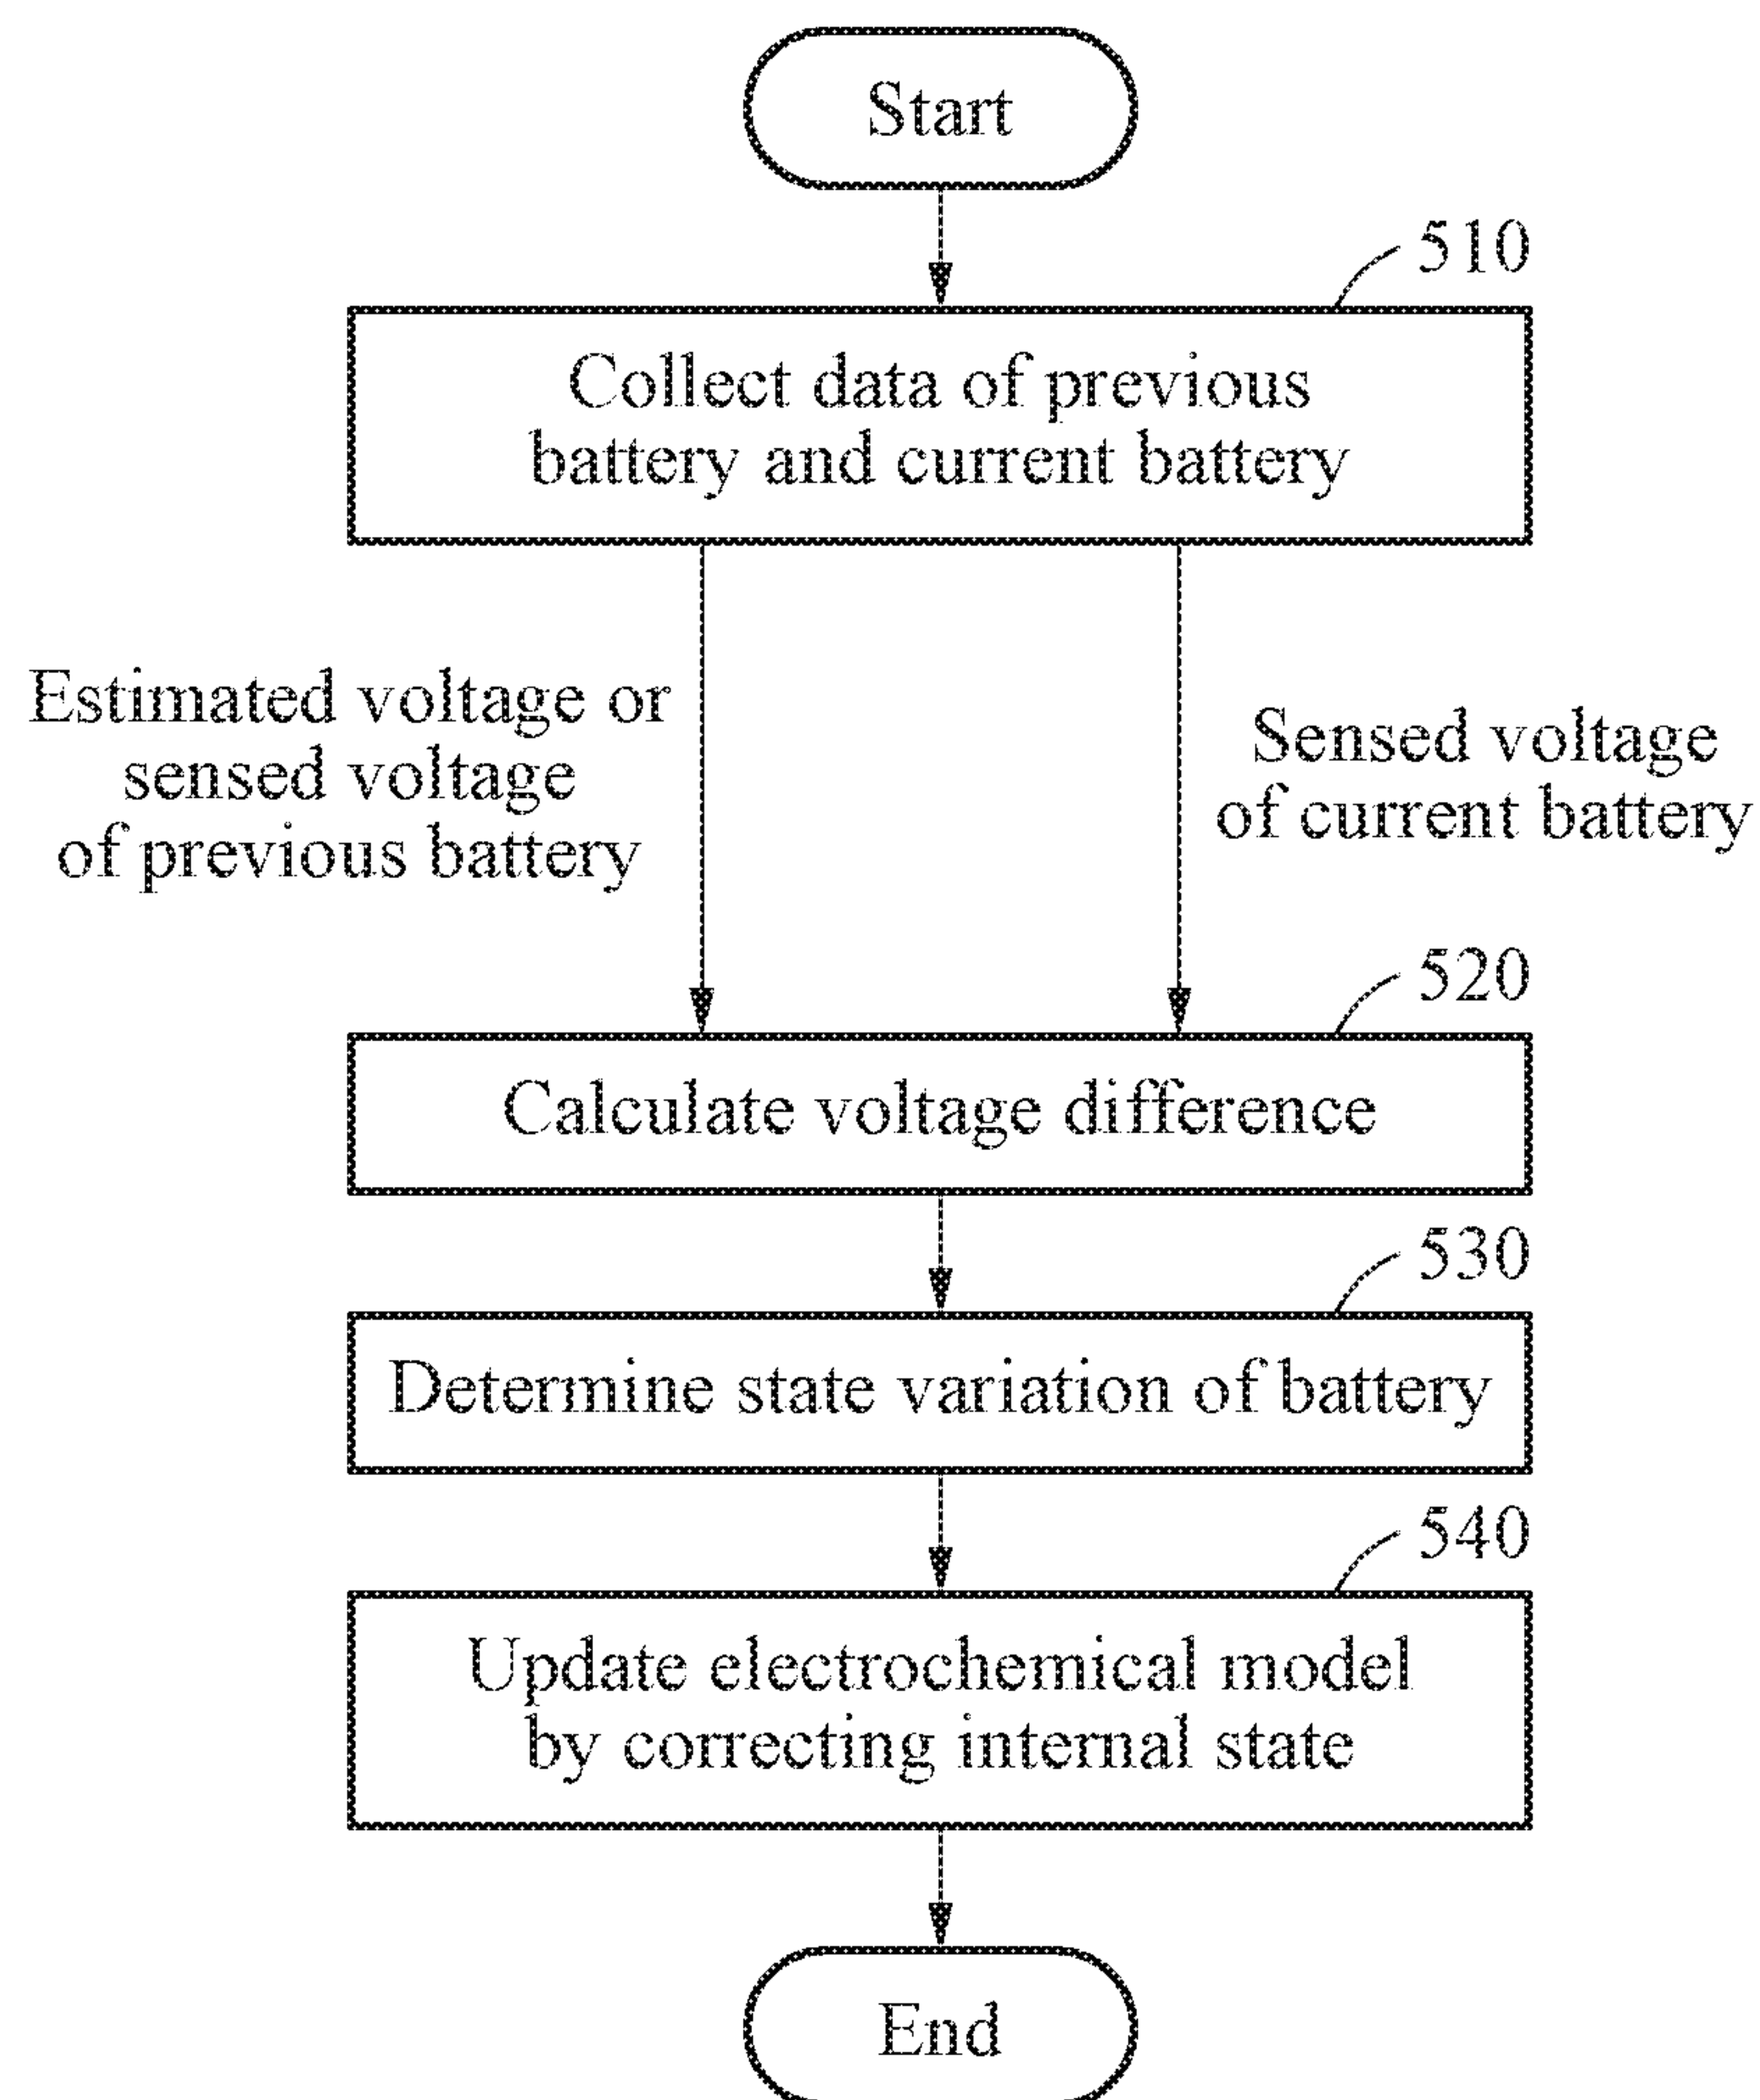 Start
510
Collect data of previous
battery and current battery
Estimated voltage or
sensed voltage
of previous battery
Sensed voltage
of current battery
520
Calculate voltage difference
530
Determine state variation of battery
540
Update electrochemical model
by correcting internal state
End